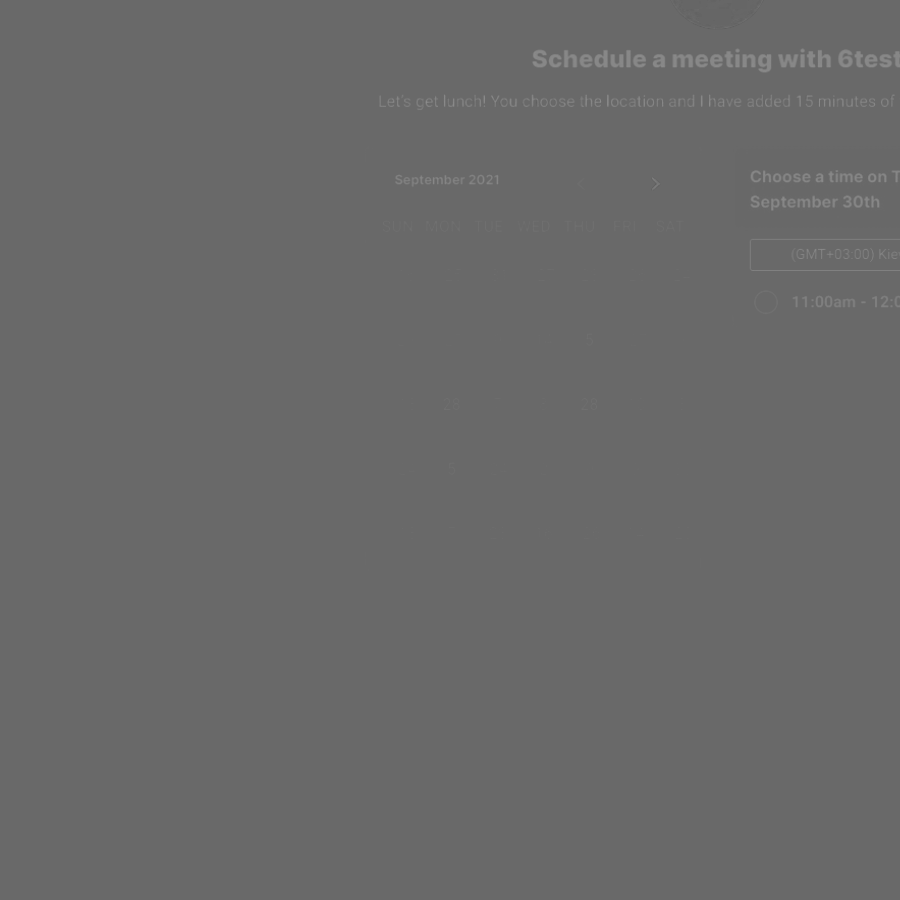 Schedule a meeting with 6test
Let's get lunch! You choose the location and I have added 15 minutes of
September 2021
SUN MON TUE WED THU FRI SAT
Choose a time on T
September 30th
(GMT+03:00) Kie
11:00am - 12:0